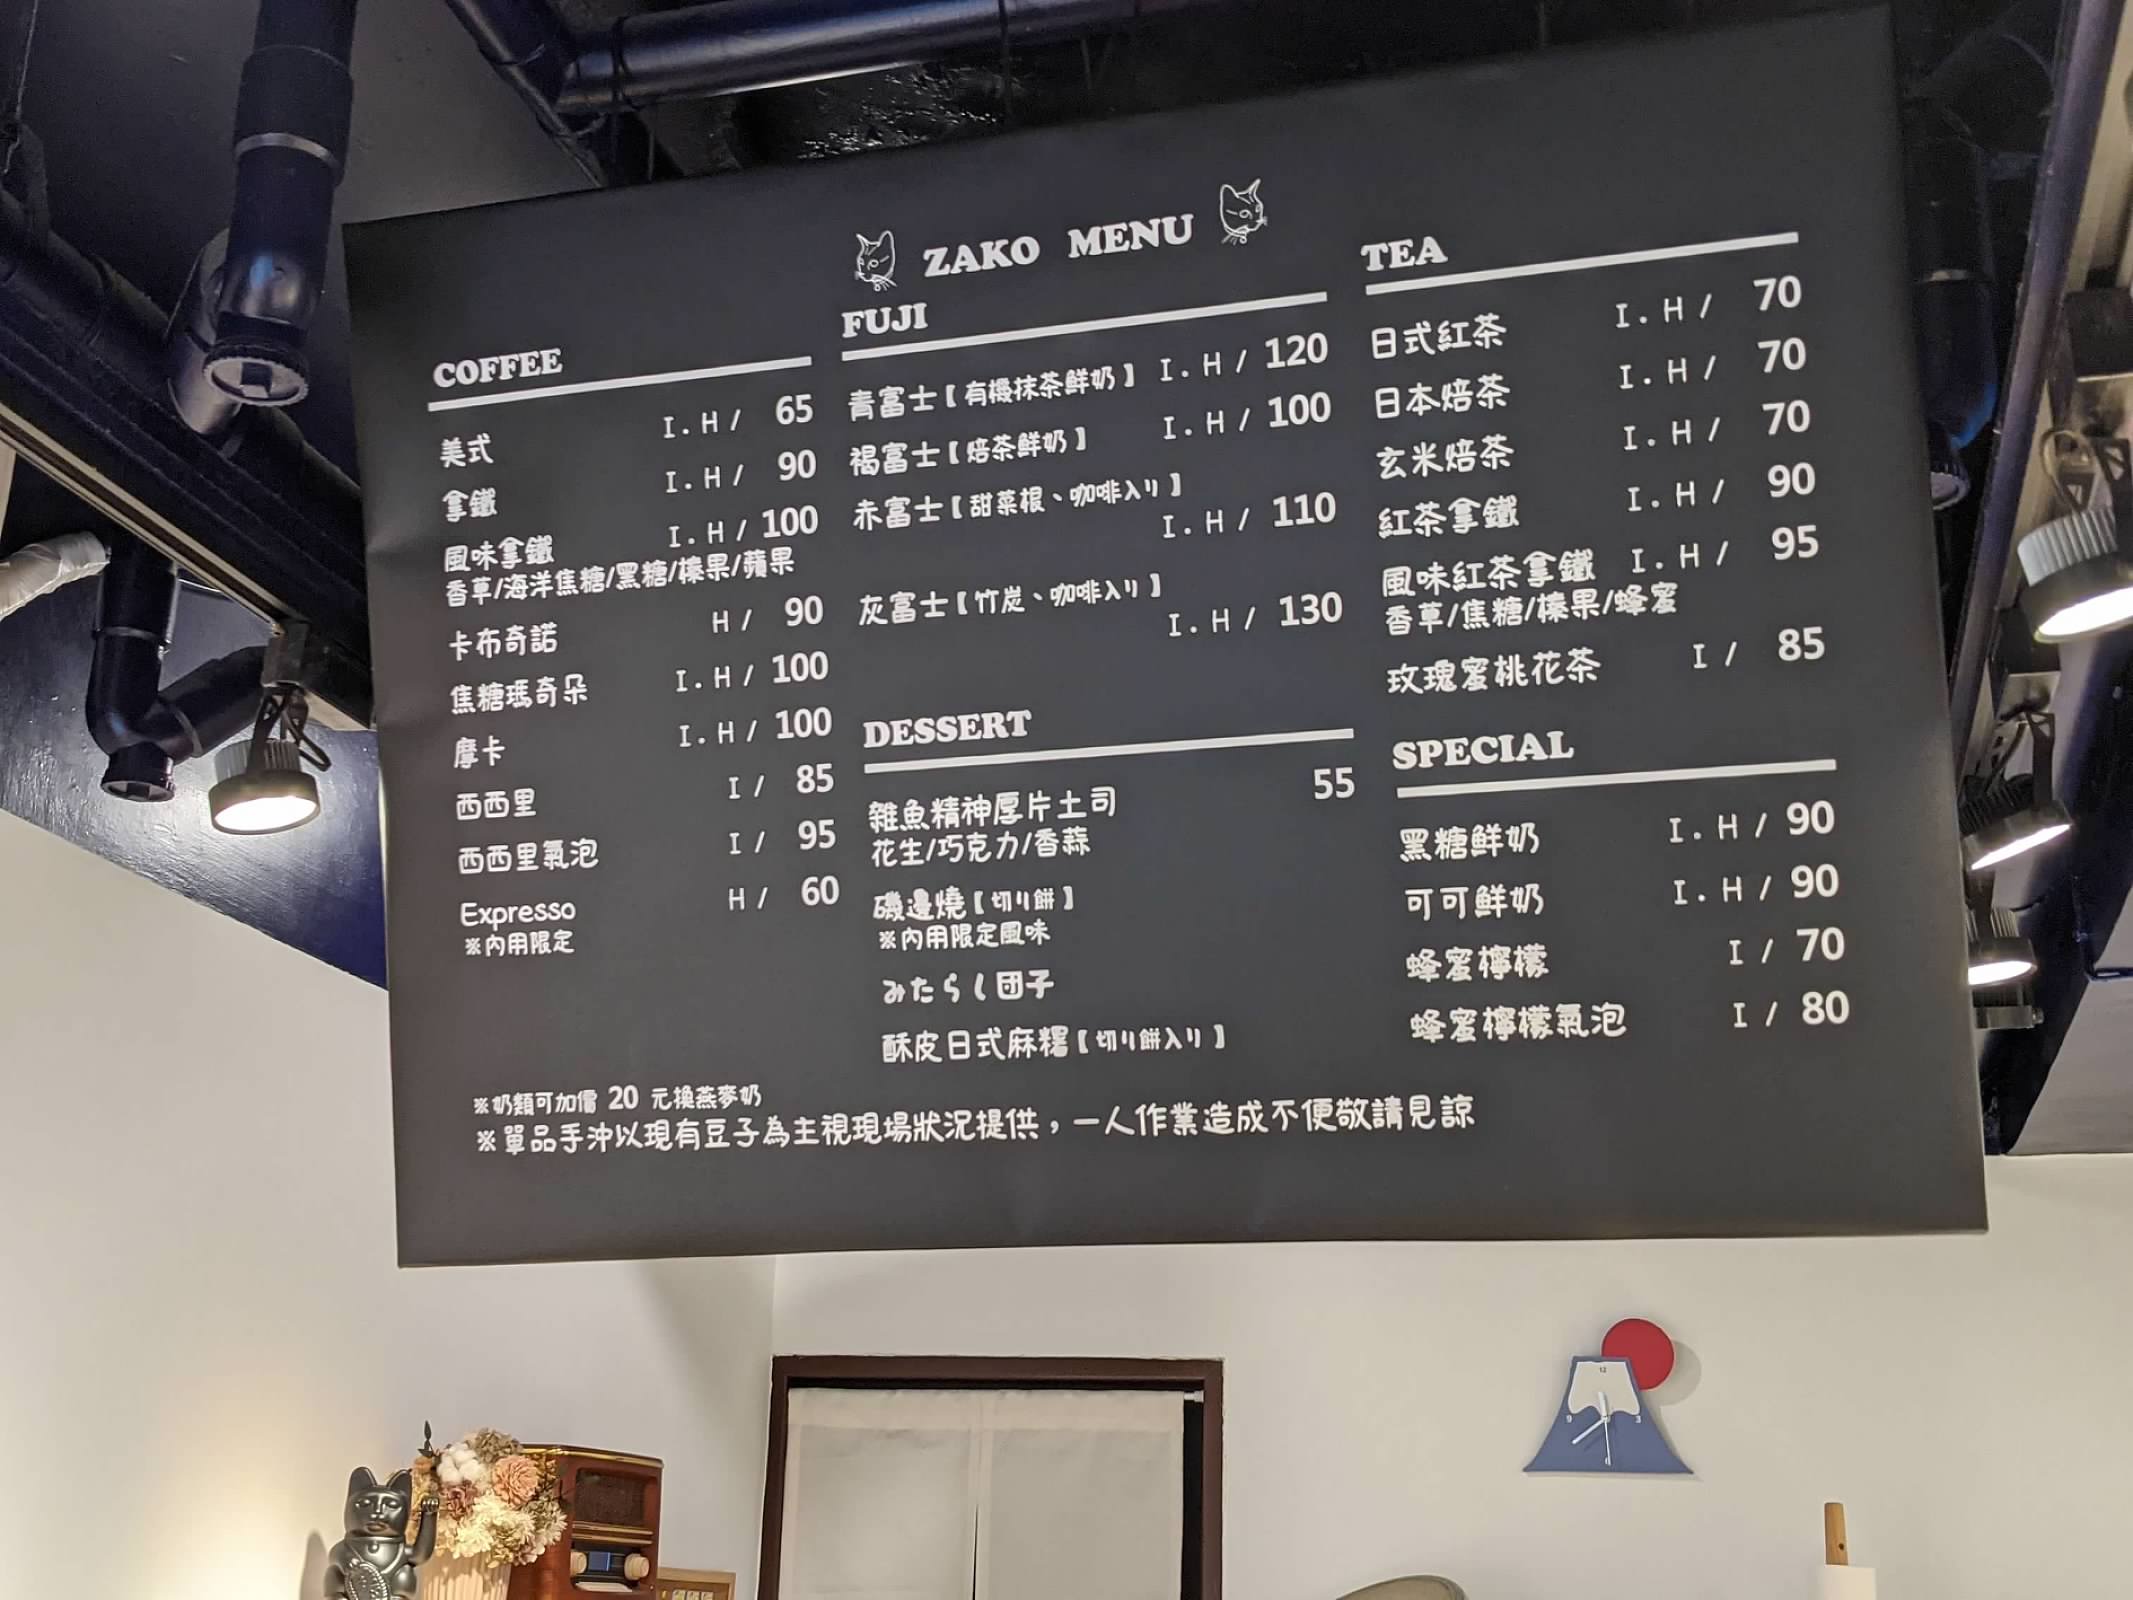 ZAKO MENU
COFFEE
美式 I.H / 65
拿鐵 I.H / 90
風味拿鐵 I.H / 100
香草/海洋焦糖/黑糖/榛果/蘋果
卡布奇諾 H / 90
焦糖瑪奇朵 I.H / 100
摩卡 I.H / 100
西西里 I / 85
西西里氣泡 I / 95
Expresso H / 60
※內用限定
FUJI
青富士【有機抹茶鮮奶】 I.H / 120
褐富士【焙茶鮮奶】 I.H / 100
赤富士【甜菜根、咖啡入り】
I.H / 110
灰富士【竹炭、咖啡入り】
I.H / 130
DESSERT
雜魚精神厚片土司 55
花生/巧克力/香蒜
磯邊燒【切り餅】
※內用限定風味
みたらし団子
酥皮日式麻糬【切り餅入り】
TEA
日式紅茶 I.H / 70
日本焙茶 I.H / 70
玄米焙茶 I.H / 70
紅茶拿鐵 I.H / 90
風味紅茶拿鐵 I.H / 95
香草/焦糖/榛果/蜂蜜
玫瑰蜜桃花茶 I / 85
SPECIAL
黑糖鮮奶 I.H / 90
可可鮮奶 I.H / 90
蜂蜜檸檬 I / 70
蜂蜜檸檬氣泡 I / 80
※奶類可加價 20 元換燕麥奶
※單品手沖以現有豆子為主視現場狀況提供，一人作業造成不便敬請見諒
12
9 3
6